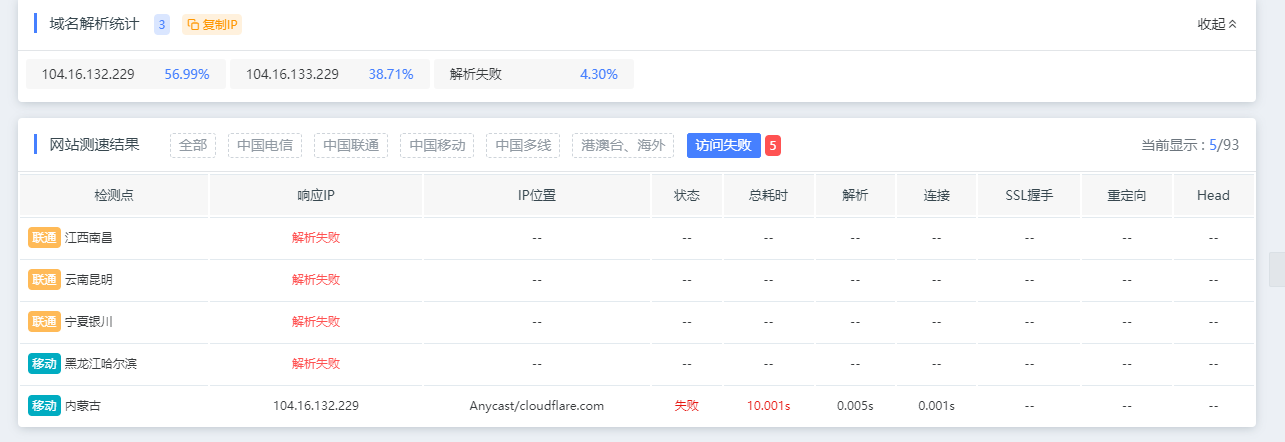 域名解析统计 3 复制IP 收起
104.16.132.229 56.99% 104.16.133.229 38.71% 解析失败 4.30%
网站测速结果 全部 中国电信 中国联通 中国移动 中国多线 港澳台、海外 访问失败 5 当前显示 : 5/93
检测点 响应IP IP位置 状态 总耗时 解析 连接 SSL握手 重定向 Head
联通 江西南昌 解析失败 -- -- -- -- -- -- -- --
联通 云南昆明 解析失败 -- -- -- -- -- -- -- --
联通 宁夏银川 解析失败 -- -- -- -- -- -- -- --
移动 黑龙江哈尔滨 解析失败 -- -- -- -- -- -- -- --
移动 内蒙古 104.16.132.229 Anycast/cloudflare.com 失败 10.001s 0.005s 0.001s -- -- --